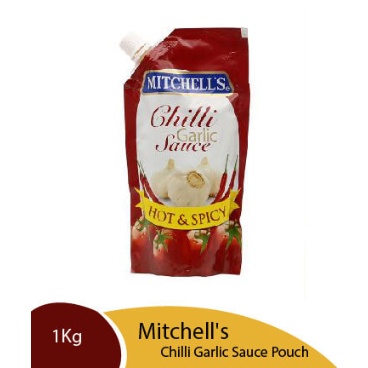 MITCHELL'S
Chilli
Garlic
Sauce
HOT & SPICY
1Kg
Mitchell's
Chilli Garlic Sauce Pouch